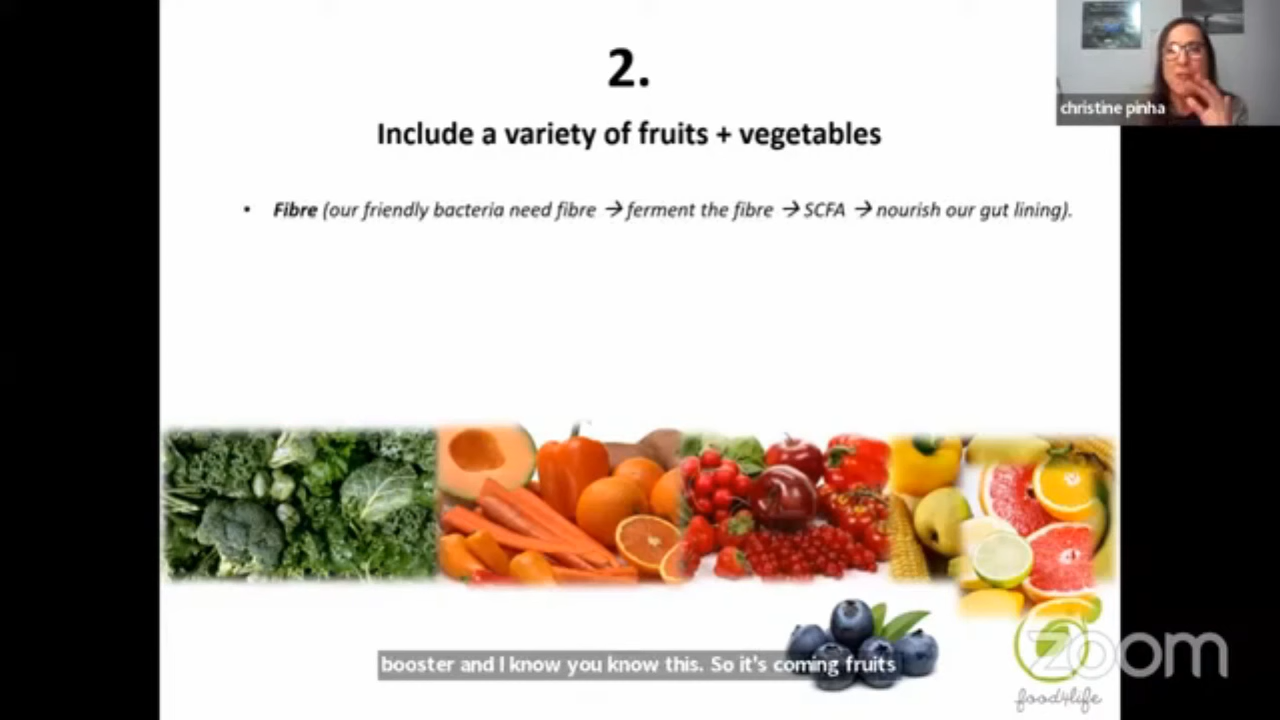 2.
christine pinha
Include a variety of fruits + vegetables
• Fibre (our friendly bacteria need fibre → ferment the fibre → SCFA → nourish our gut lining).
booster and I know you know this. So it's coming fruits
zoom
food4life